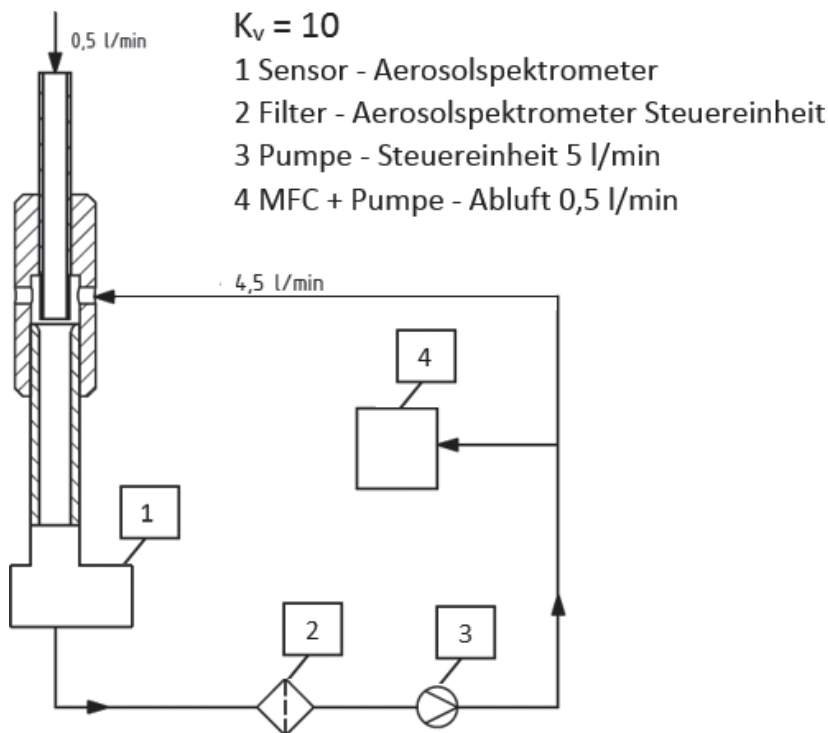 0,5 l/min
Kv = 10
1 Sensor - Aerosolspektrometer
2 Filter - Aerosolspektrometer Steuereinheit
3 Pumpe - Steuereinheit 5 l/min
4 MFC + Pumpe - Abluft 0,5 l/min
4,5 l/min
4
1
2
3